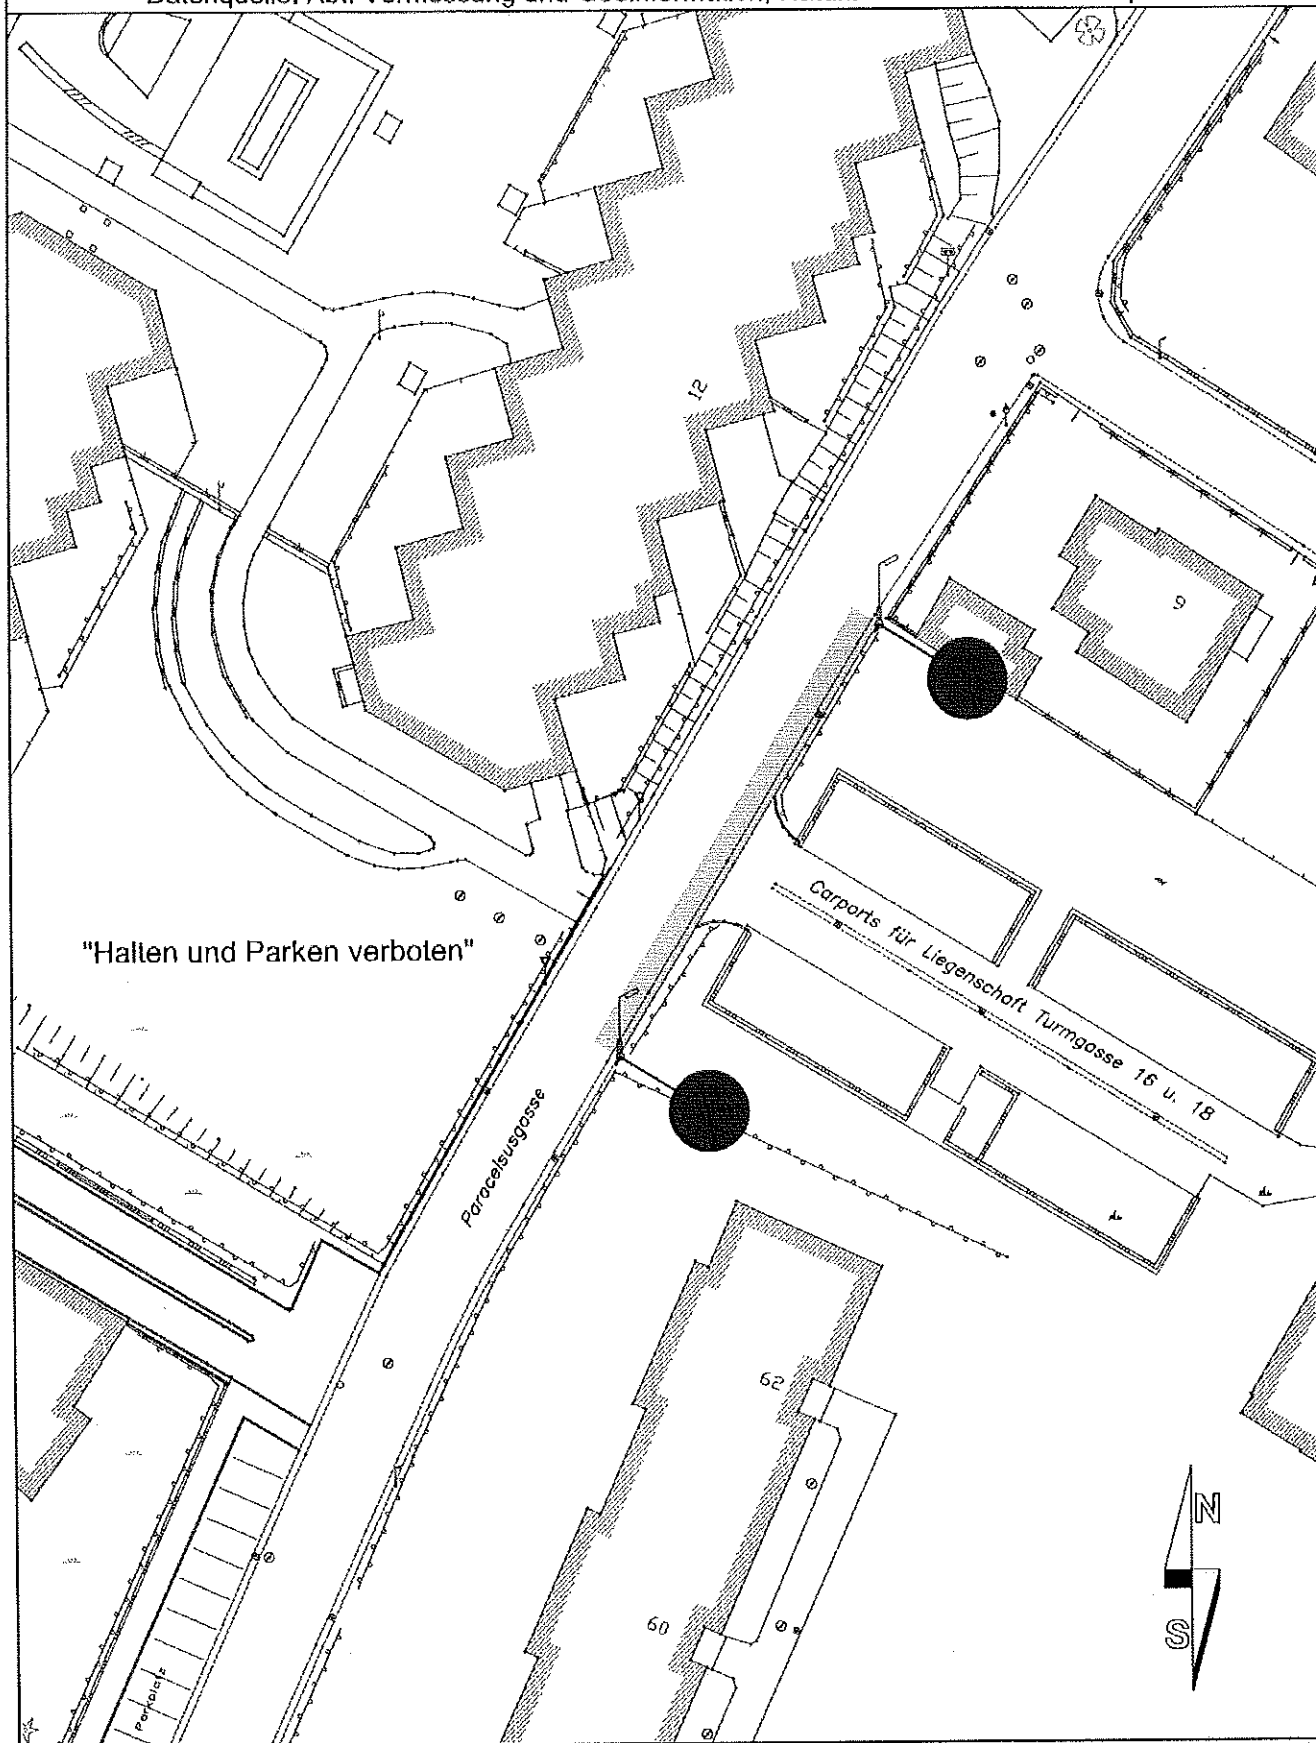 12
9
"Halten und Parken verboten"
Carports für Liegenschaft Turmgasse 16 u. 18
Paracelsusgasse
62
60
Parkplatz
N
S